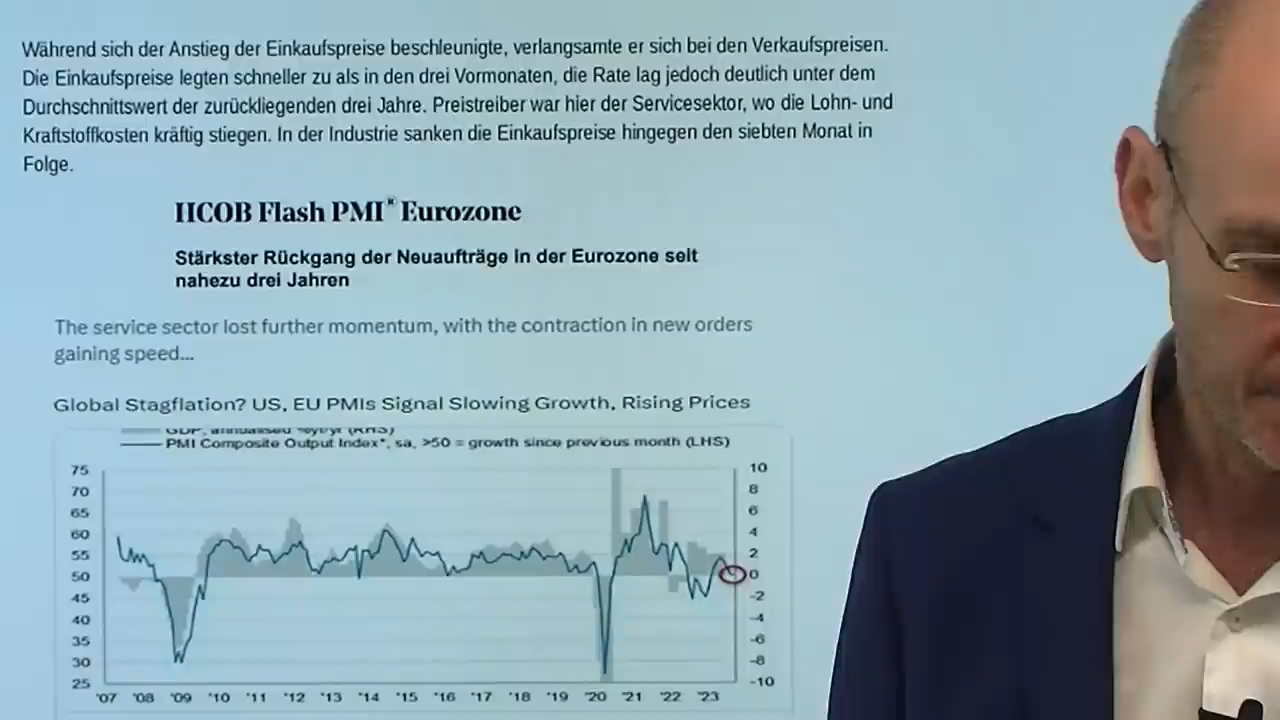 Während sich der Anstieg der Einkaufspreise beschleunigte, verlangsamte er sich bei den Verkaufspreisen.
Die Einkaufspreise legten schneller zu als in den drei Vormonaten, die Rate lag jedoch deutlich unter dem
Durchschnittswert der zurückliegenden drei Jahre. Preistreiber war hier der Servicesektor, wo die Lohn- und
Kraftstoffkosten kräftig stiegen. In der Industrie sanken die Einkaufspreise hingegen den siebten Monat in
Folge.
HCOB Flash PMI® Eurozone
Stärkster Rückgang der Neuaufträge in der Eurozone seit
nahezu drei Jahren
The service sector lost further momentum, with the contraction in new orders
gaining speed...
Global Stagflation? US, EU PMIs Signal Slowing Growth, Rising Prices
GDP, annualised %yr/yr (RHS)
PMI Composite Output Index*, sa, >50 = growth since previous month (LHS)
75 10
70 8
65 6
60 4
55 2
50 0
45 -2
40 -4
35 -6
30 -8
25 -10
'07 '08 '09 '10 '11 '12 '13 '14 '15 '16 '17 '18 '19 '20 '21 '22 '23